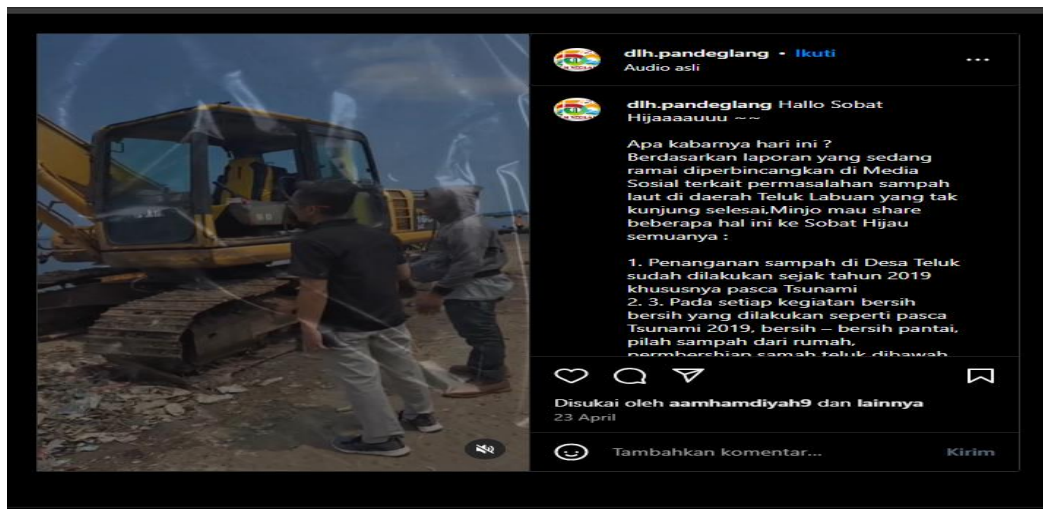 dlh.pandeglang • Ikuti
Audio asli
dlh.pandeglang Hallo Sobat
Hijaaaauuu ~~
Apa kabarnya hari ini ?
Berdasarkan laporan yang sedang
ramai diperbincangkan di Media
Sosial terkait permasalahan sampah
laut di daerah Teluk Labuan yang tak
kunjung selesai,Minjo mau share
beberapa hal ini ke Sobat Hijau
semuanya :
1. Penanganan sampah di Desa Teluk
sudah dilakukan sejak tahun 2019
khususnya pasca Tsunami
2. 3. Pada setiap kegiatan bersih
bersih yang dilakukan seperti pasca
Tsunami 2019, bersih – bersih pantai,
pilah sampah dari rumah,
permbershian samah teluk dibawah
Disukai oleh aamhamdiyah9 dan lainnya
23 April
Tambahkan komentar...
Kirim